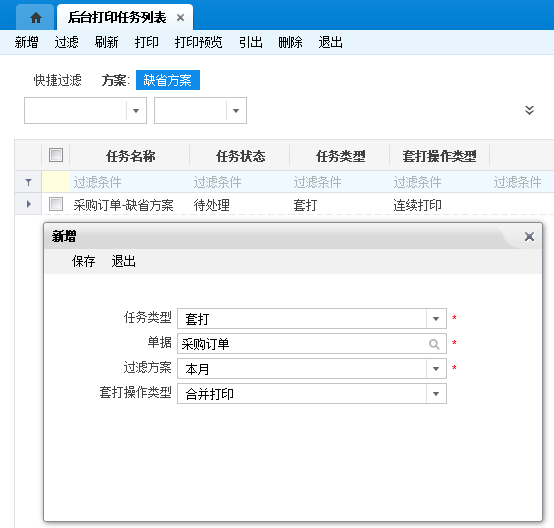 后台打印任务列表
新增 过滤 刷新 打印 打印预览 引出 删除 退出
快捷过滤 方案: 缺省方案
任务名称 任务状态 任务类型 套打操作类型
过滤条件 过滤条件 过滤条件 过滤条件 过滤条件
采购订单-缺省方案 待处理 套打 连续打印
新增
保存 退出
任务类型 套打 *
单据 采购订单 *
过滤方案 本月 *
套打操作类型 合并打印